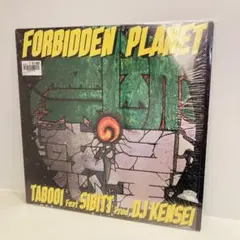 FORBIDDEN PLANET
TABOO1 Feat SIBITT Prod. DJ KENSEI